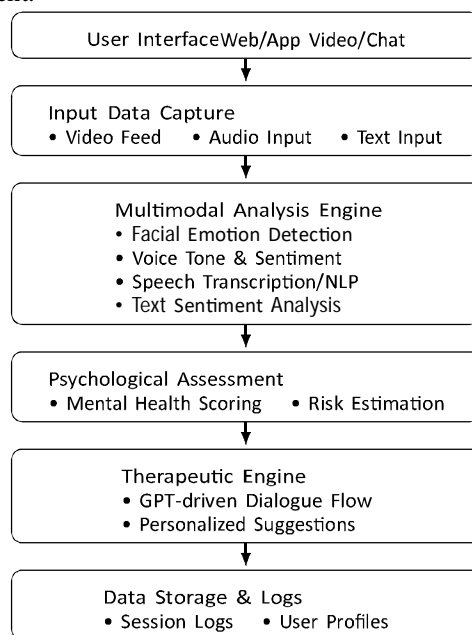 User InterfaceWeb/App Video/Chat
Input Data Capture
• Video Feed • Audio Input • Text Input
Multimodal Analysis Engine
• Facial Emotion Detection
• Voice Tone & Sentiment
• Speech Transcription/NLP
• Text Sentiment Analysis
Psychological Assessment
• Mental Health Scoring • Risk Estimation
Therapeutic Engine
• GPT-driven Dialogue Flow
• Personalized Suggestions
Data Storage & Logs
• Session Logs • User Profiles